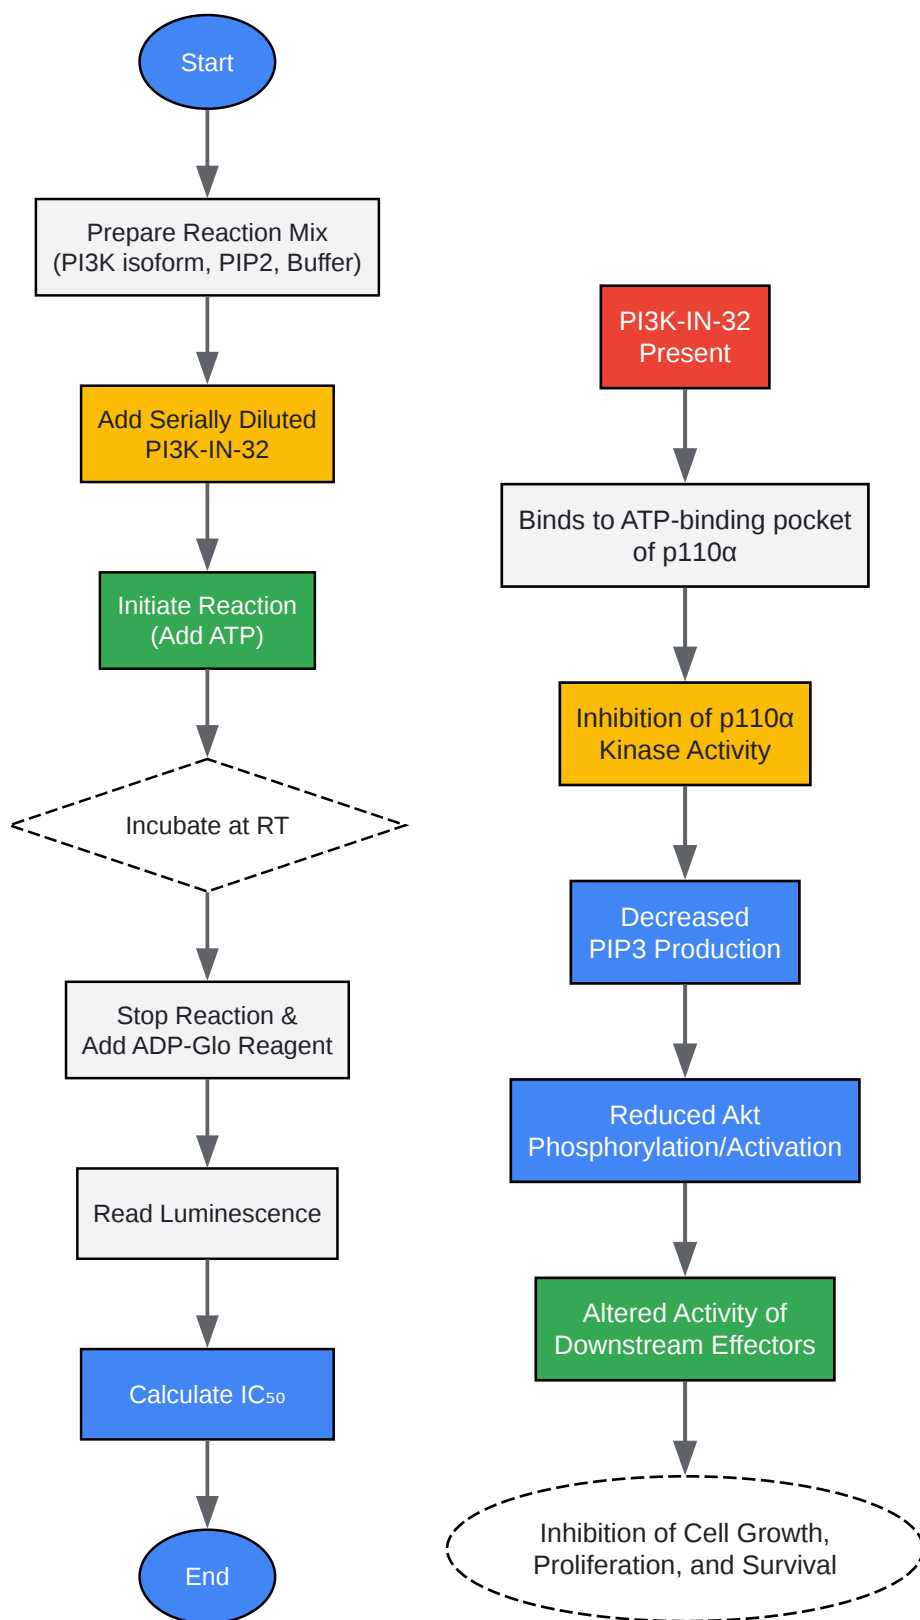 Start
Prepare Reaction Mix
(PI3K isoform, PIP2, Buffer)
Add Serially Diluted
PI3K-IN-32
Initiate Reaction
(Add ATP)
Incubate at RT
Stop Reaction &
Add ADP-Glo Reagent
Read Luminescence
Calculate IC₅₀
End
PI3K-IN-32
Present
Binds to ATP-binding pocket
of p110α
Inhibition of p110α
Kinase Activity
Decreased
PIP3 Production
Reduced Akt
Phosphorylation/Activation
Altered Activity of
Downstream Effectors
Inhibition of Cell Growth,
Proliferation, and Survival